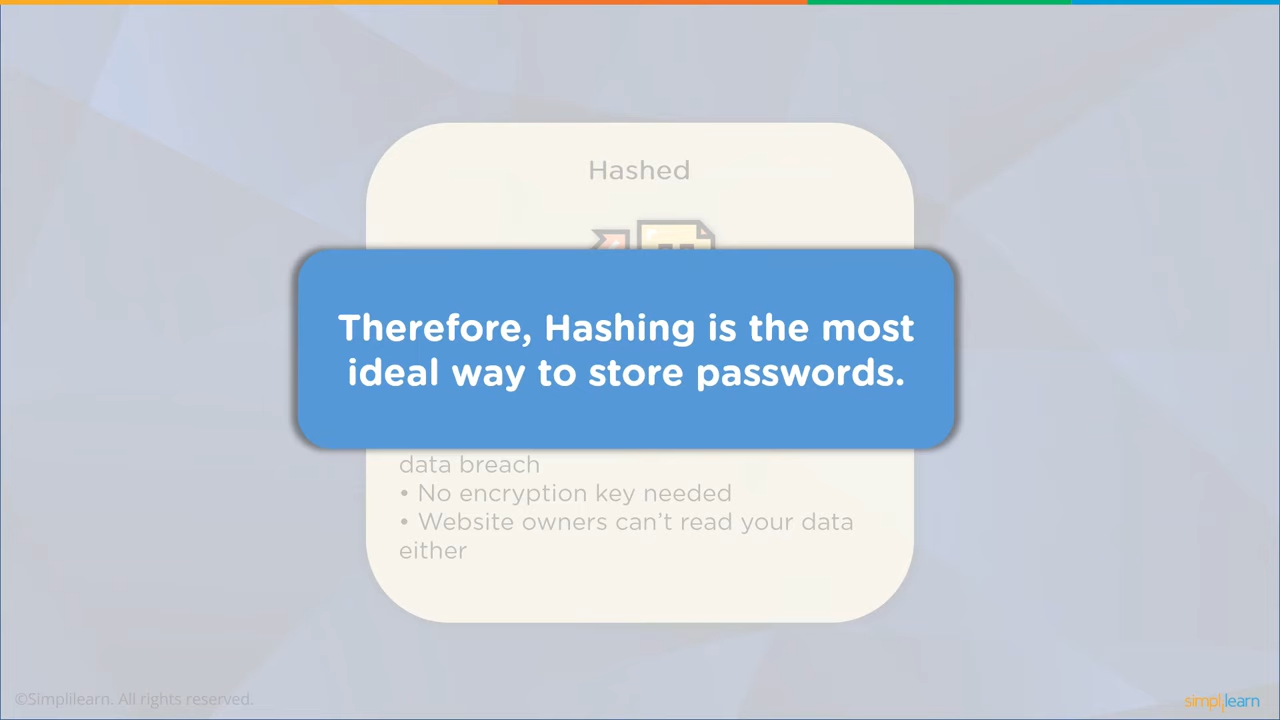 Hashed
Therefore, Hashing is the most
ideal way to store passwords.
data breach
• No encryption key needed
• Website owners can’t read your data
either
©Simplilearn. All rights reserved.
simplilearn